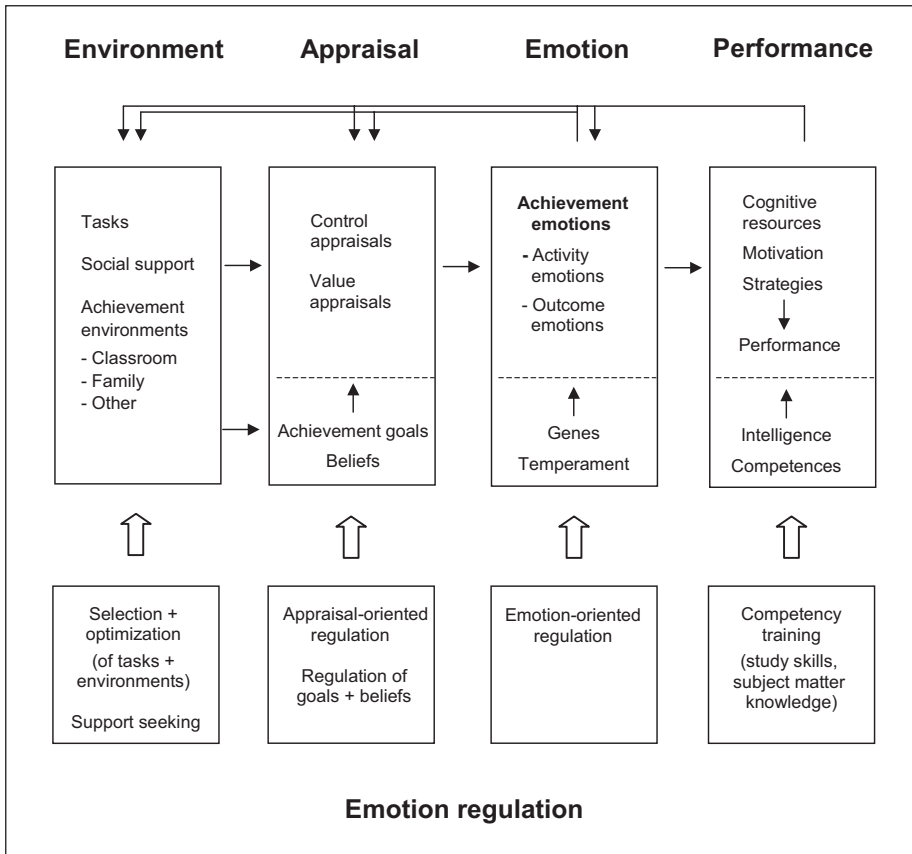 Environment
Appraisal
Emotion
Performance
Tasks
Social support
Achievement
environments
- Classroom
- Family
- Other
Control
appraisals
Value
appraisals
Achievement goals
Beliefs
Achievement
emotions
- Activity
emotions
- Outcome
emotions
Genes
Temperament
Cognitive
resources
Motivation
Strategies
Performance
Intelligence
Competences
Selection +
optimization
(of tasks +
environments)
Support seeking
Appraisal-oriented
regulation
Regulation of
goals + beliefs
Emotion-oriented
regulation
Competency
training
(study skills,
subject matter
knowledge)
Emotion regulation